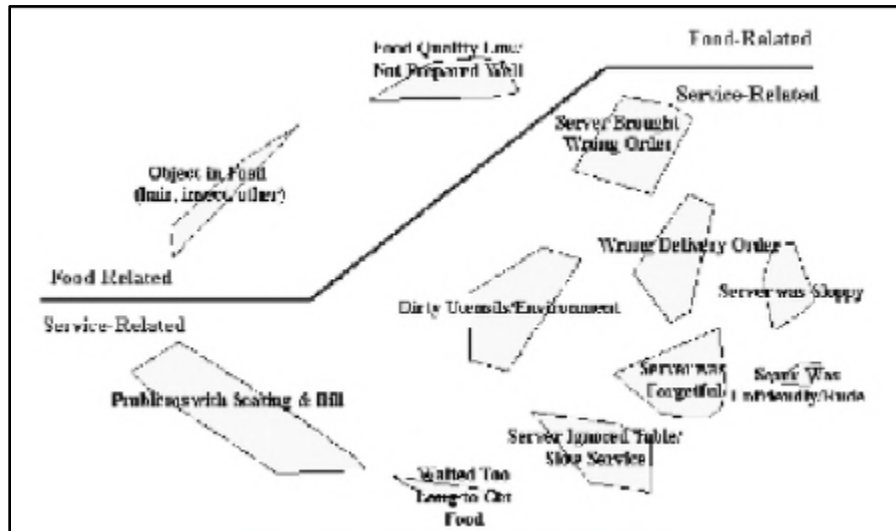 Food-Related
Food Quality Low/
Not Prepared Well
Service-Related
Server Brought
Wrong Order
Object in Food
(hair, insect, other)
Wrong Delivery Order
Food Related
Dirty Utensils/Environment
Server was Sloppy
Service-Related
Server was
Forgetful
Server Was
Unfriendly/Rude
Problems with Seating & Bill
Server Ignored Table/
Slow Service
Waited Too
Long to Get
Food